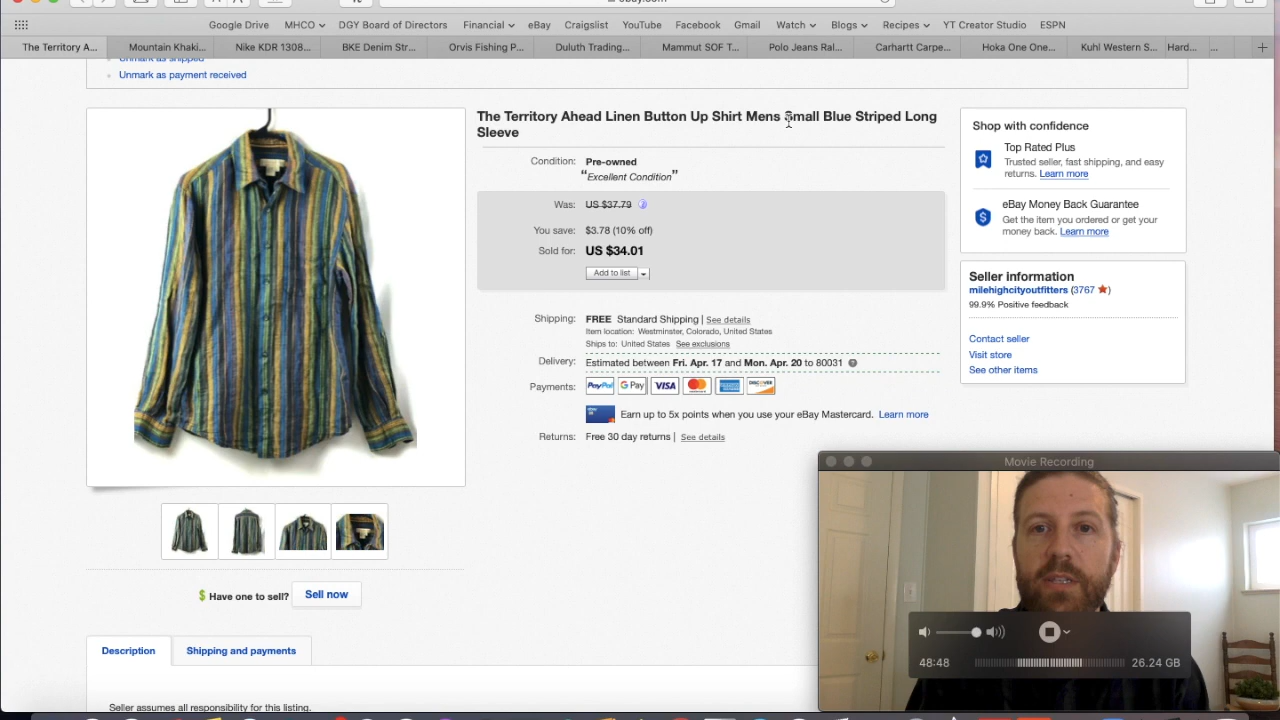 ebay.com
Google Drive MHCO DGY Board of Directors Financial eBay Craigslist YouTube Facebook Gmail Watch Blogs Recipes YT Creator Studio ESPN
The Territory A... Mountain Khaki... Nike KDR 1308... BKE Denim Str... Orvis Fishing P... Duluth Trading... Mammut SOF T... Polo Jeans Ral... Carhartt Carpe... Hoka One One... Kuhl Western S... Hard... ...
Unmark as shipped
Unmark as payment received
The Territory Ahead Linen Button Up Shirt Mens Small Blue Striped Long
Sleeve
Condition: Pre-owned
"Excellent Condition"
Was: US $37.79
You save: $3.78 (10% off)
Sold for: US $34.01
Add to list
Shipping: FREE Standard Shipping | See details
Item location: Westminster, Colorado, United States
Ships to: United States See exclusions
Delivery: Estimated between Fri. Apr. 17 and Mon. Apr. 20 to 80031
Payments: PayPal G Pay VISA MasterCard AMERICAN EXPRESS DISCOVER
Earn up to 5x points when you use your eBay Mastercard. Learn more
Returns: Free 30 day returns | See details
Shop with confidence
Top Rated Plus
Trusted seller, fast shipping, and easy
returns. Learn more
eBay Money Back Guarantee
Get the item you ordered or get your
money back. Learn more
Seller information
milehighcityoutfitters (3767)
99.9% Positive feedback
Contact seller
Visit store
See other items
Have one to sell? Sell now
Description Shipping and payments
Seller assumes all responsibility for this listing.
Movie Recording
48:48 26.24 GB